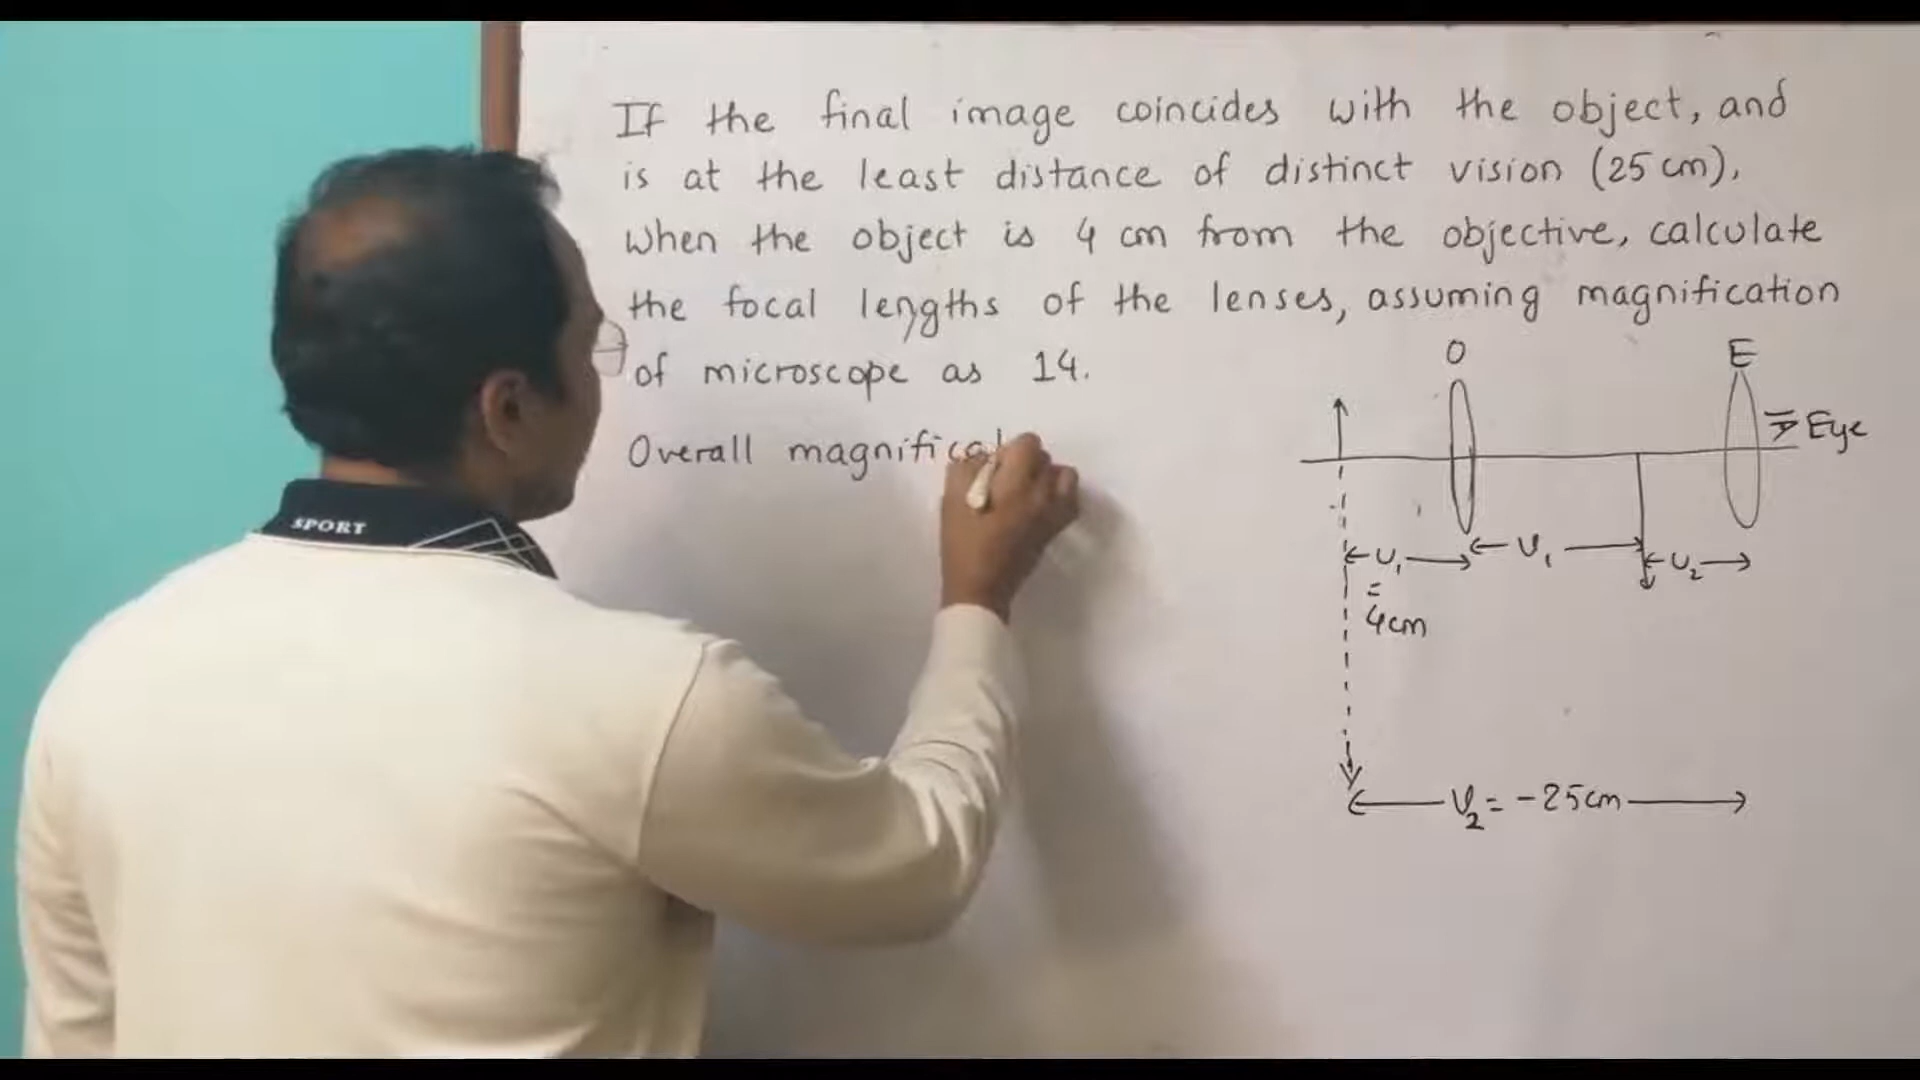 If the final image coincides with the object, and
is at the least distance of distinct vision (25 cm),
when the object is 4 cm from the objective, calculate
the focal lengths of the lenses, assuming magnification
of microscope as 14.
Overall magnificat
O
E
Eye
u₁
=
4cm
v₁
u₂
v₂ = -25cm
SPORT